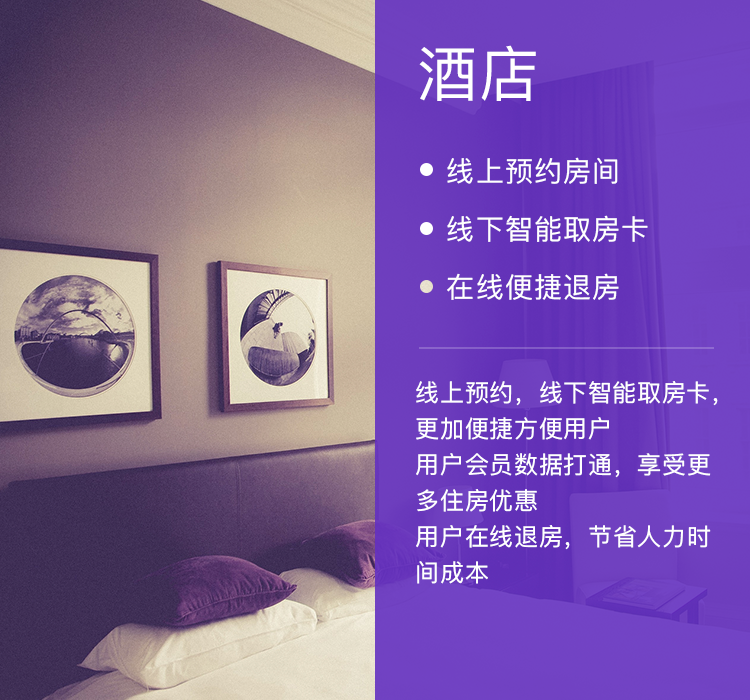 酒店
线上预约房间
线下智能取房卡
在线便捷退房
线上预约，线下智能取房卡，
更加便捷方便用户
用户会员数据打通，享受更
多住房优惠
用户在线退房，节省人力时
间成本